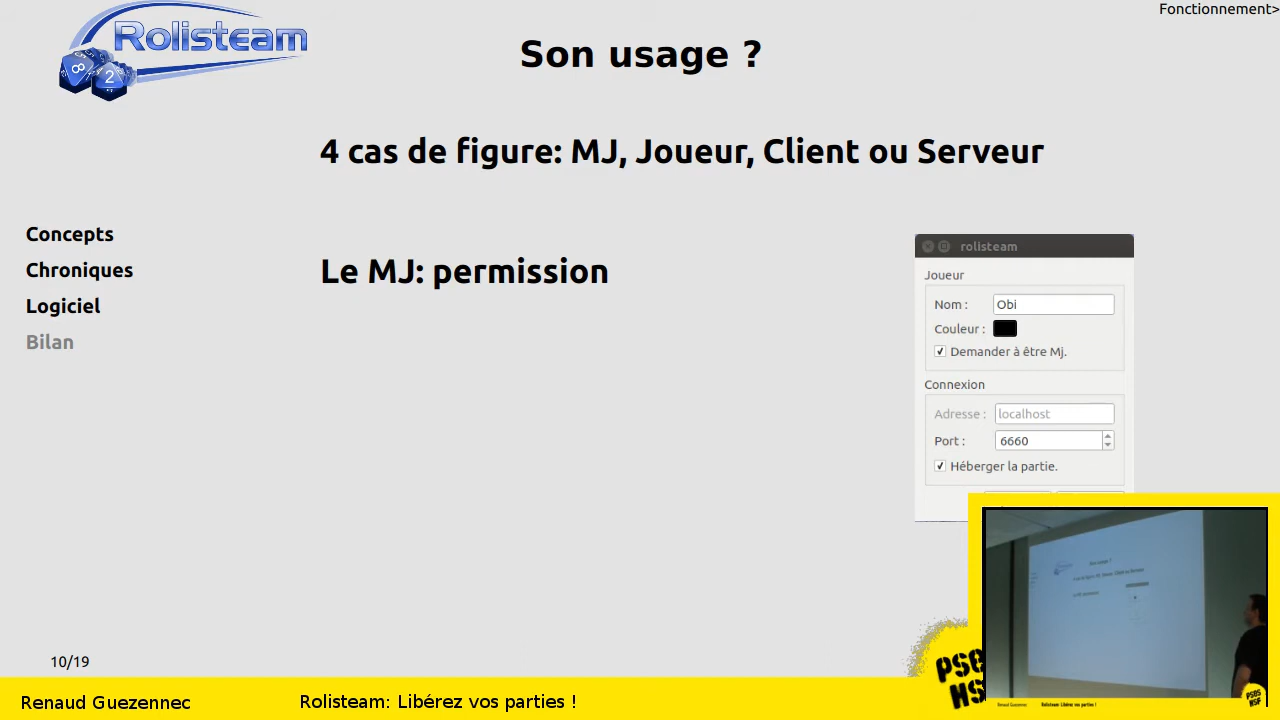 Fonctionnement>
Rolisteam
Son usage ?
4 cas de figure: MJ, Joueur, Client ou Serveur
Concepts
Chroniques
Logiciel
Bilan
Le MJ: permission
rolisteam
Joueur
Nom : Obi
Couleur :
Demander à être Mj.
Connexion
Adresse : localhost
Port : 6660
Héberger la partie.
10/19
Renaud Guezennec
Rolisteam: Libérez vos parties !